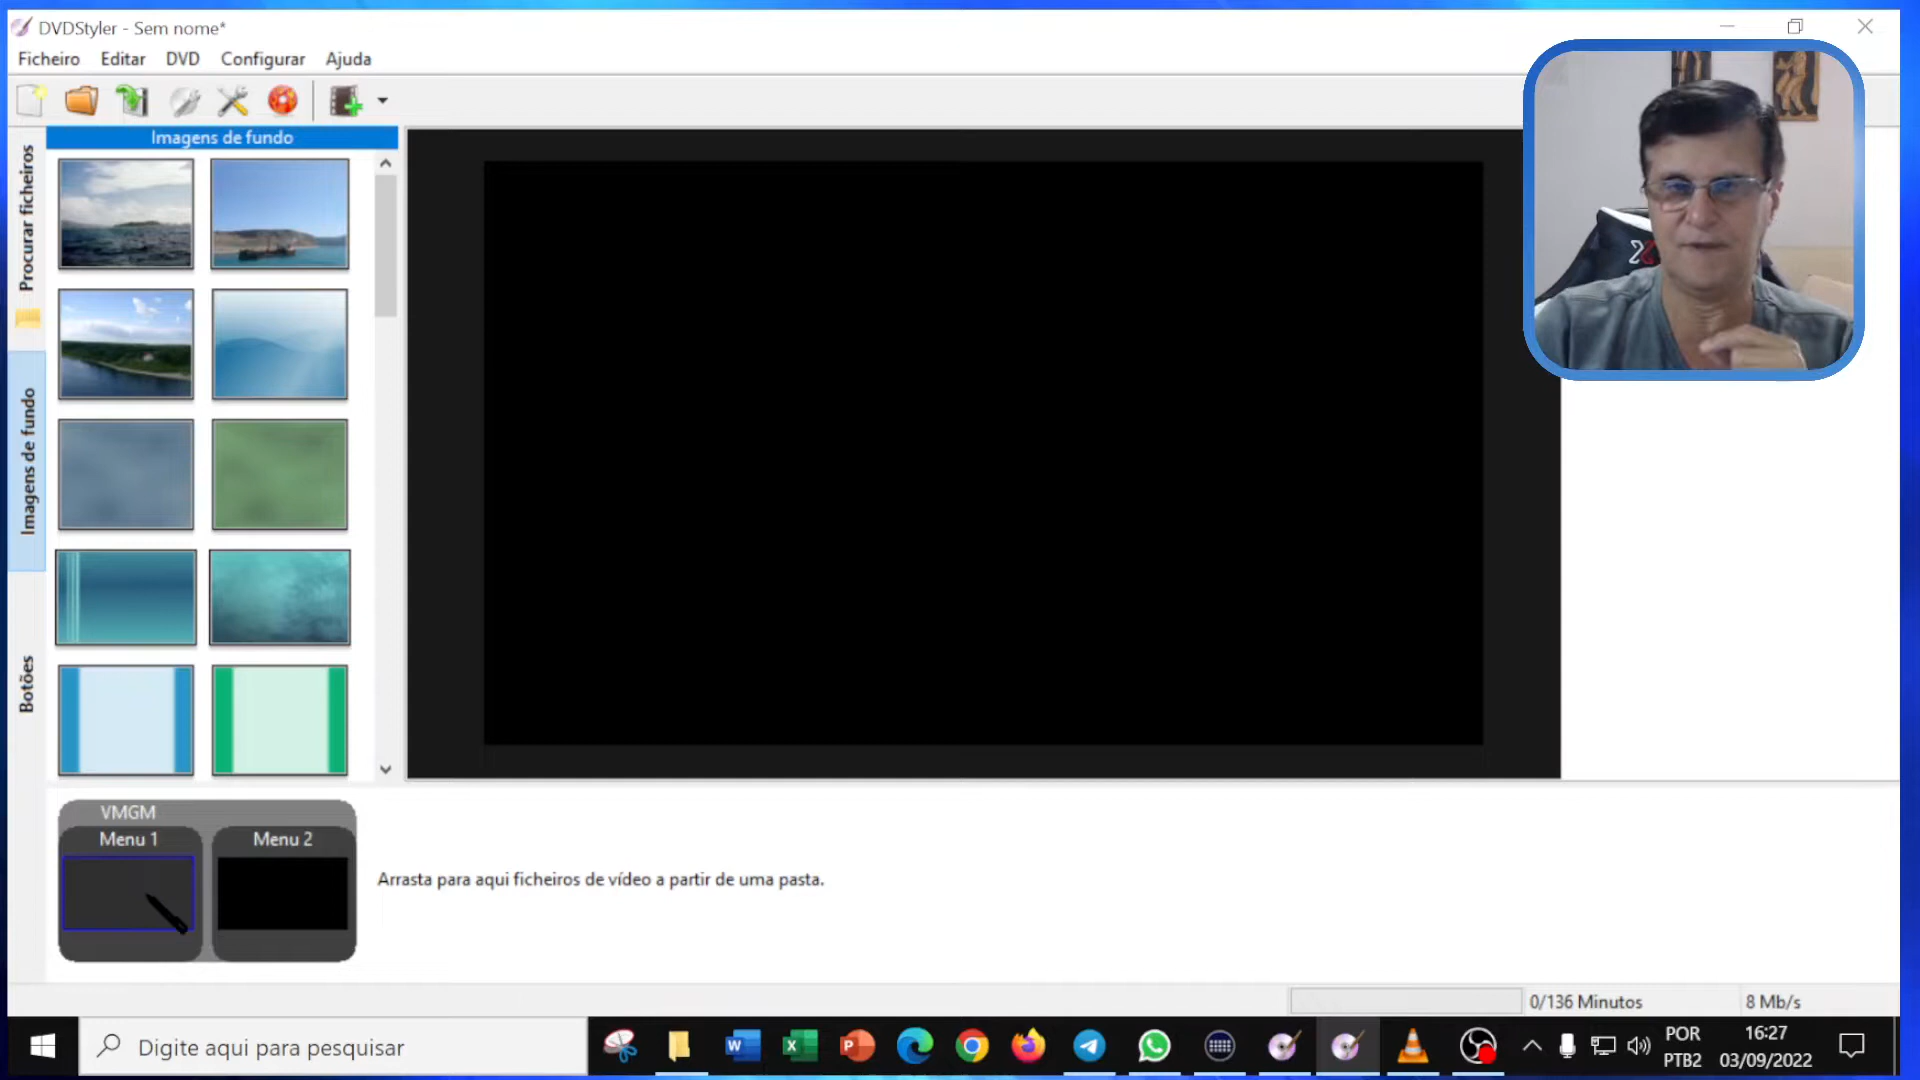 DVDStyler - Sem nome*
Ficheiro Editar DVD Configurar Ajuda
Imagens de fundo
Procurar ficheiros
Imagens de fundo
Botões
VMGM
Menu 1 Menu 2
Arrasta para aqui ficheiros de vídeo a partir de uma pasta.
0/136 Minutos 8 Mb/s
Digite aqui para pesquisar
POR
PTB2
16:27
03/09/2022